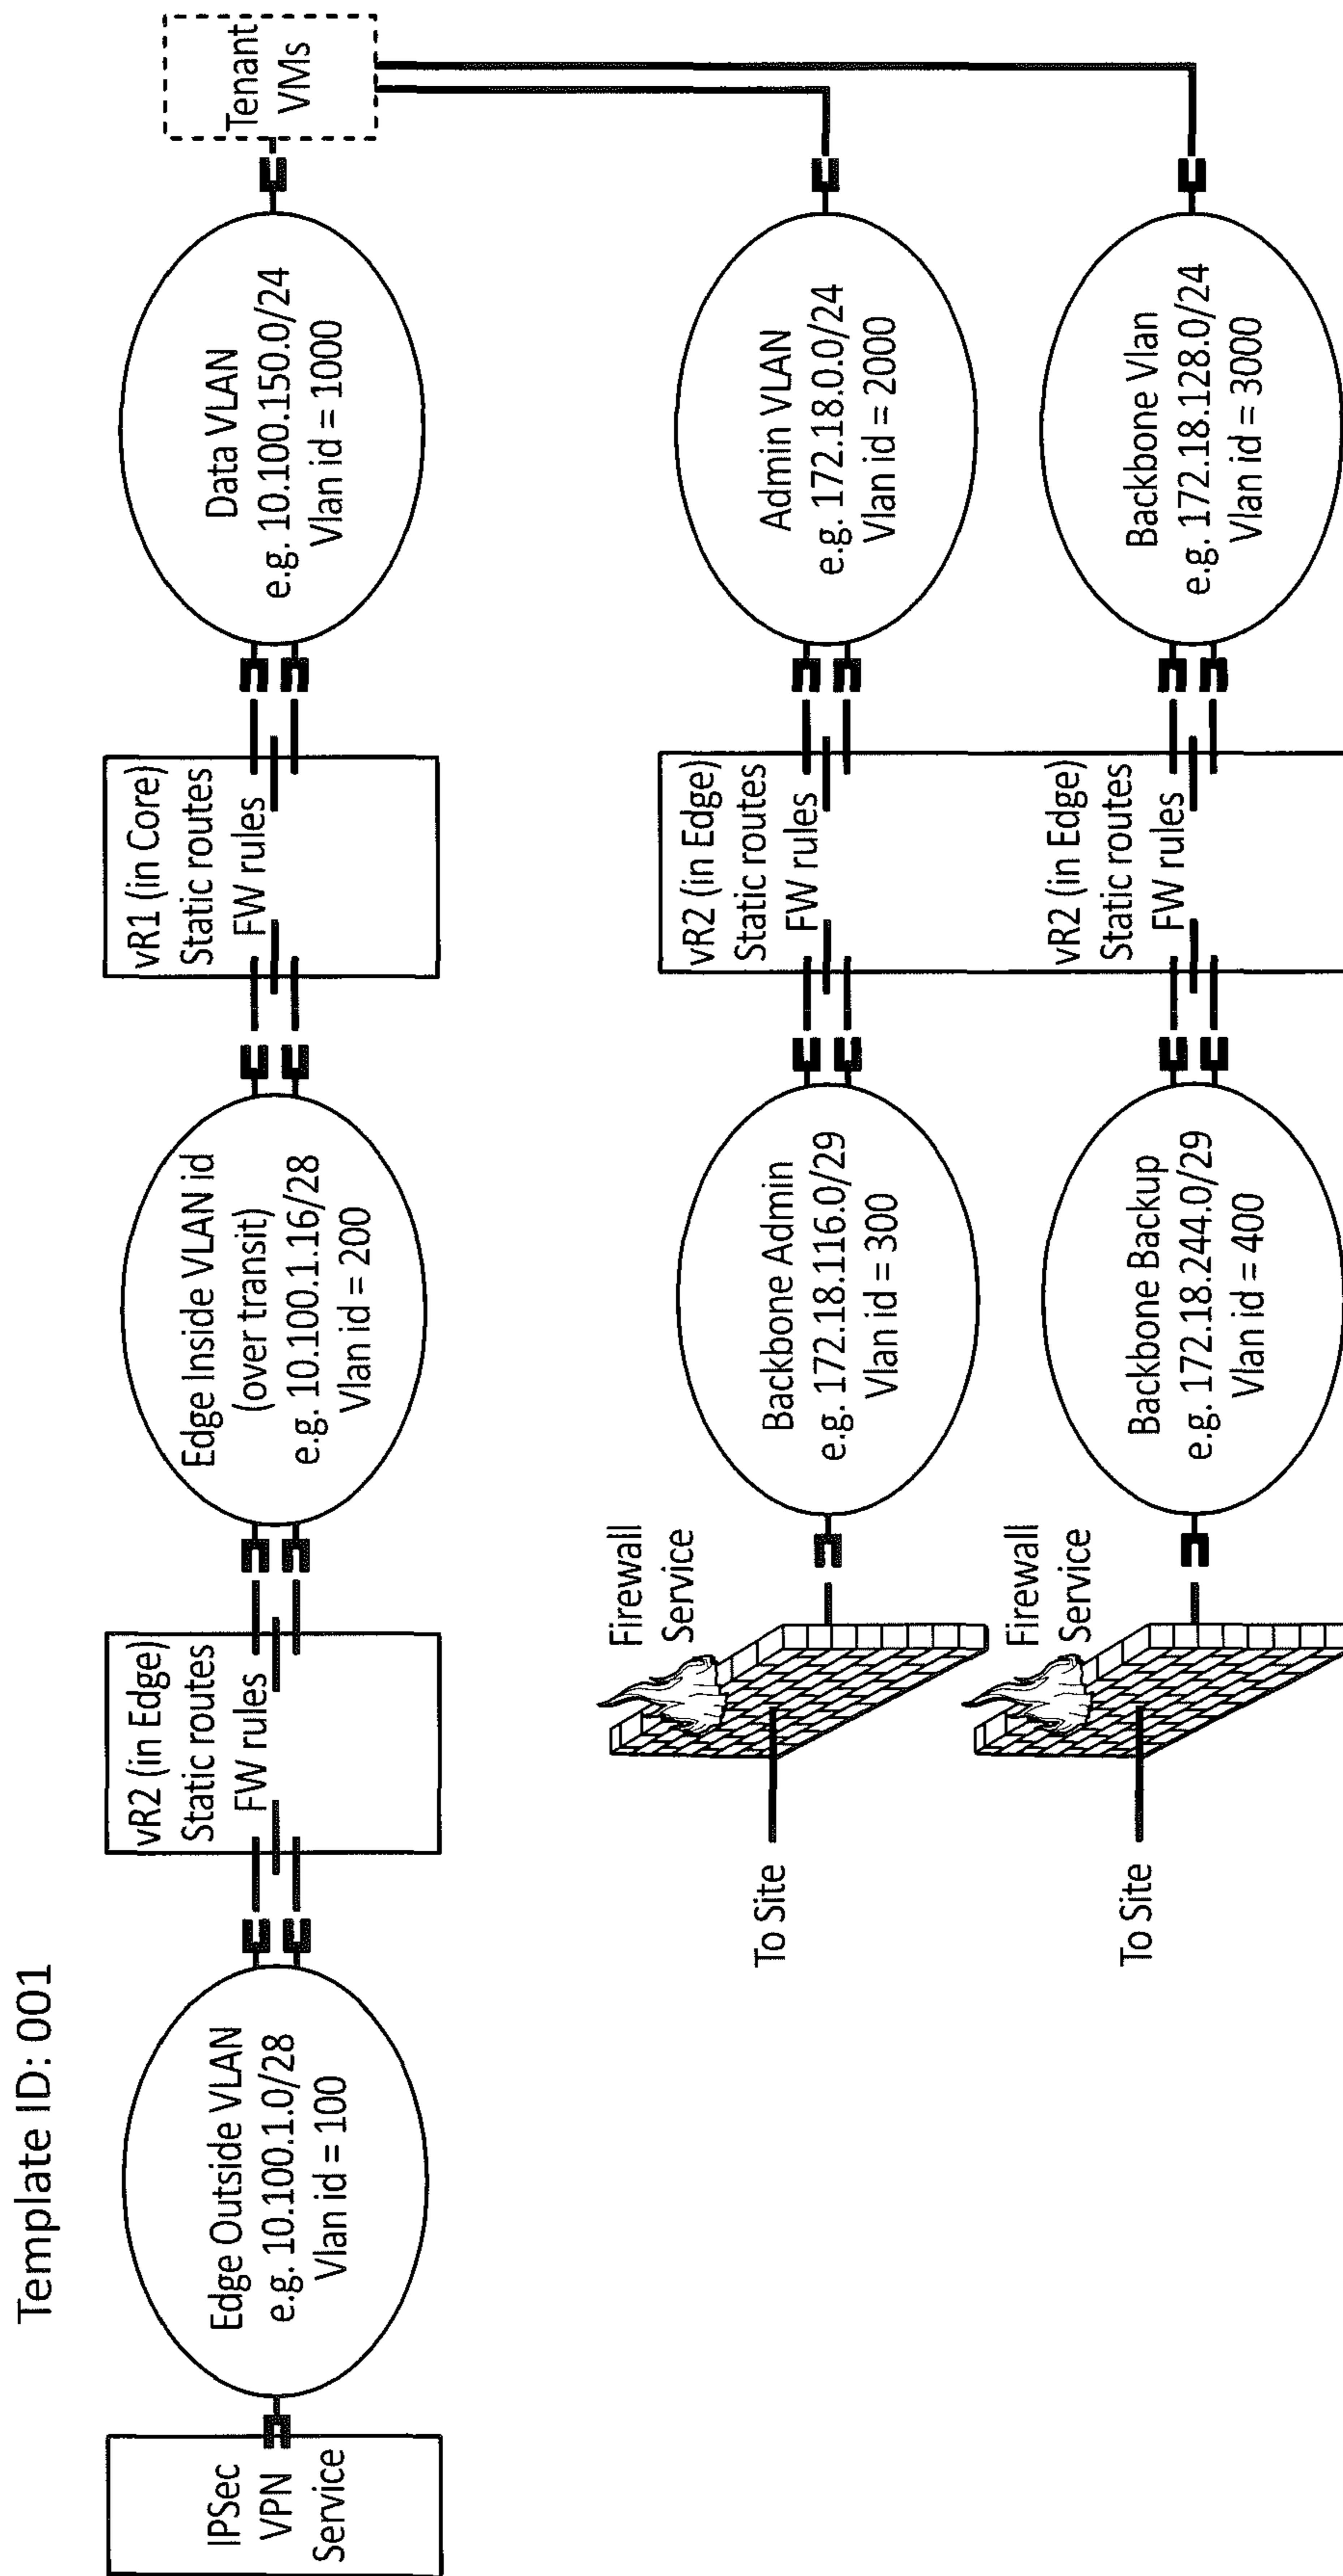 Template ID: 001
IPSec
VPN
Service
Edge Outside VLAN
e.g. 10.100.1.0/28
Vlan id = 100
vR2 (in Edge)
Static routes
FW rules
Edge Inside VLAN id
(over transit)
e.g. 10.100.1.16/28
Vlan id = 200
vR1 (in Core)
Static routes
FW rules
Data VLAN
e.g. 10.100.150.0/24
Vlan id = 1000
Tenant
VMs
To Site
Firewall
Service
Backbone Admin
e.g. 172.18.116.0/29
Vlan id = 300
vR2 (in Edge)
Static routes
FW rules
Admin VLAN
e.g. 172.18.0.0/24
Vlan id = 2000
To Site
Firewall
Service
Backbone Backup
e.g. 172.18.244.0/29
Vlan id = 400
vR2 (in Edge)
Static routes
FW rules
Backbone Vlan
e.g. 172.18.128.0/24
Vlan id = 3000